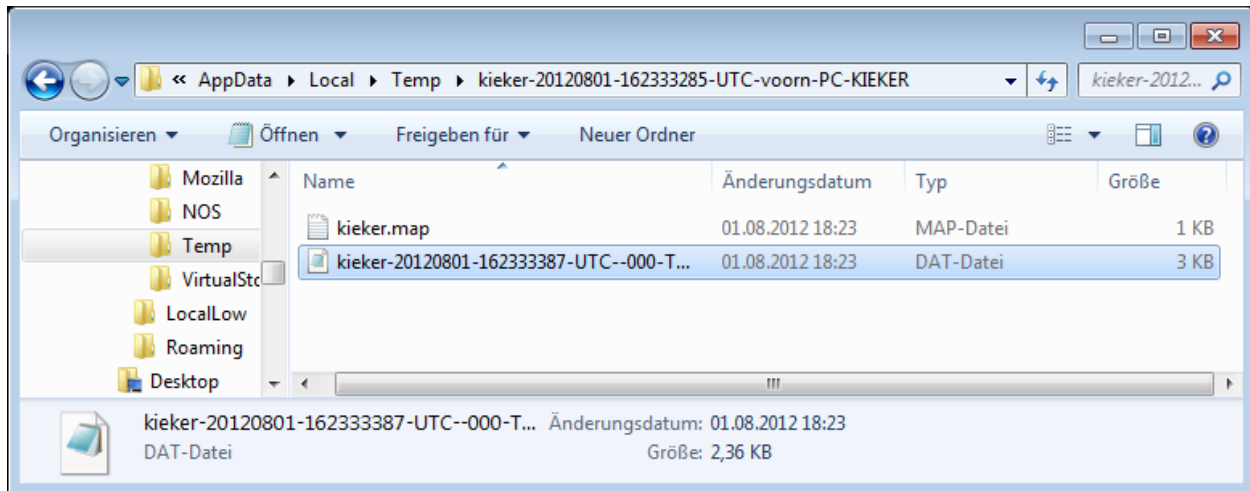 « AppData Local Temp kieker-20120801-162333285-UTC-voorn-PC-KIEKER kieker-2012...
Organisieren Öffnen Freigeben für Neuer Ordner
Mozilla
NOS
Temp
VirtualSto
LocalLow
Roaming
Desktop
Name Änderungsdatum Typ Größe
kieker.map 01.08.2012 18:23 MAP-Datei 1 KB
kieker-20120801-162333387-UTC--000-T... 01.08.2012 18:23 DAT-Datei 3 KB
kieker-20120801-162333387-UTC--000-T... Änderungsdatum: 01.08.2012 18:23
DAT-Datei Größe: 2,36 KB